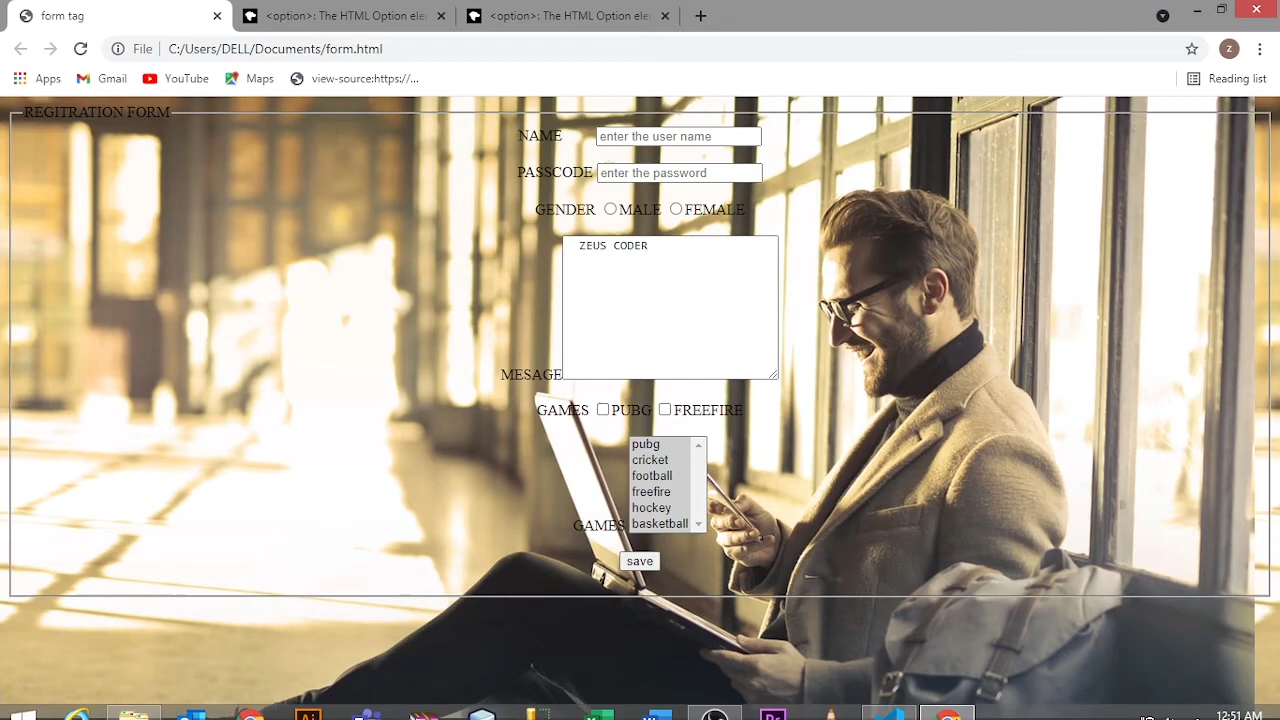 form tag
<option>: The HTML Option ele
<option>: The HTML Option ele
File
C:/Users/DELL/Documents/form.html
z
Apps
Gmail
YouTube
Maps
view-source:https://...
Reading list
REGITRATION FORM
NAME enter the user name
PASSCODE enter the password
GENDER MALE FEMALE
ZEUS CODER
MESAGE
GAMES PUBG FREEFIRE
pubg
cricket
football
freefire
hockey
basketball
GAMES
save
Ai
Pr
12:51 AM